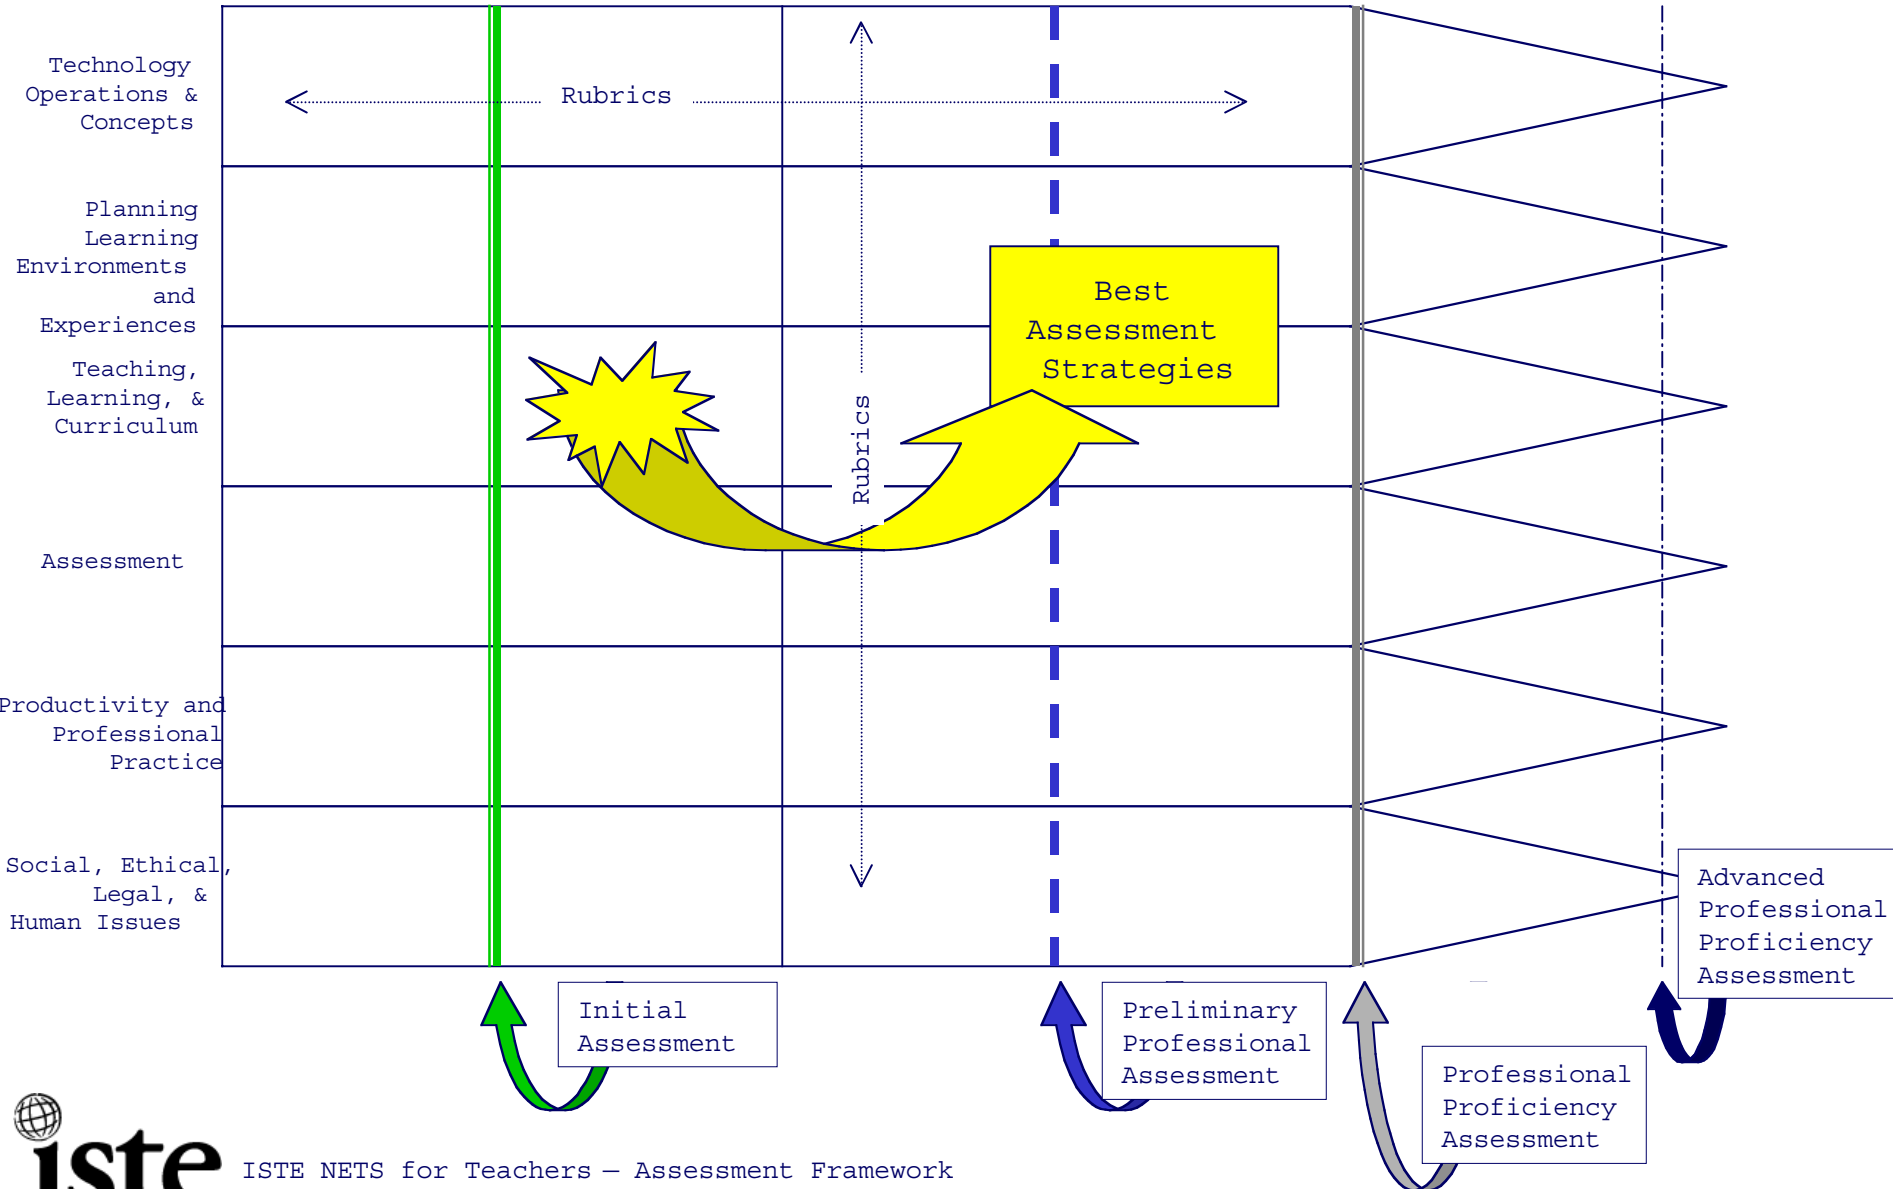 Technology
Operations &
Concepts
Rubrics
Planning
Learning
Environments
and
Experiences
Best
Assessment
Strategies
Teaching,
Learning, &
Curriculum
Rubrics
Assessment
Productivity and
Professional
Practice
Social, Ethical,
Legal, &
Human Issues
Advanced
Professional
Proficiency
Assessment
Initial
Assessment
Preliminary
Professional
Assessment
Professional
Proficiency
Assessment
iste
ISTE NETS for Teachers — Assessment Framework